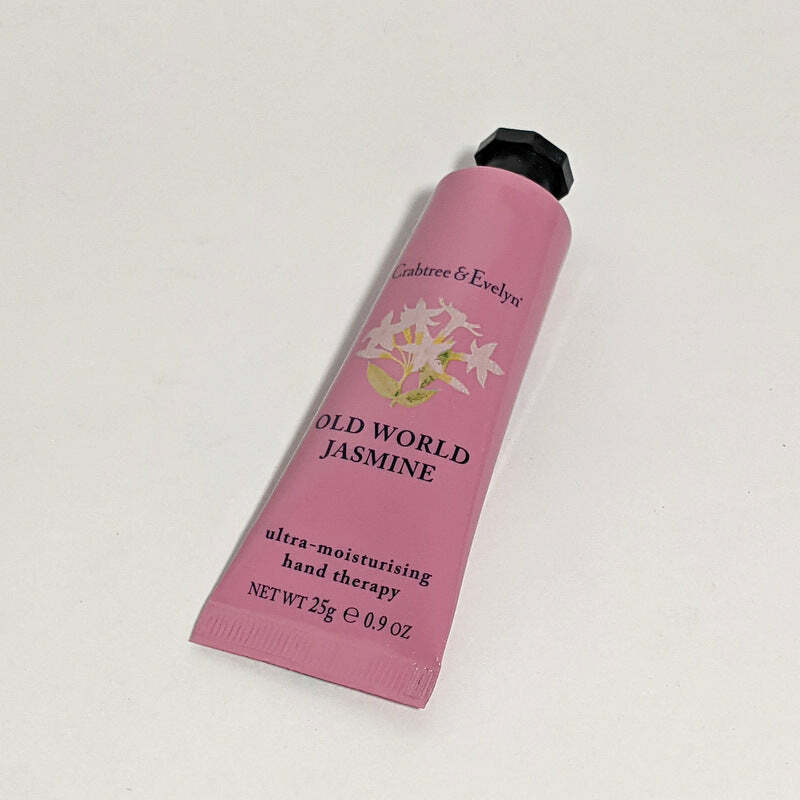 Crabtree & Evelyn®
OLD WORLD
JASMINE
ultra-moisturising
hand therapy
NET WT 25g ℮ 0.9 OZ